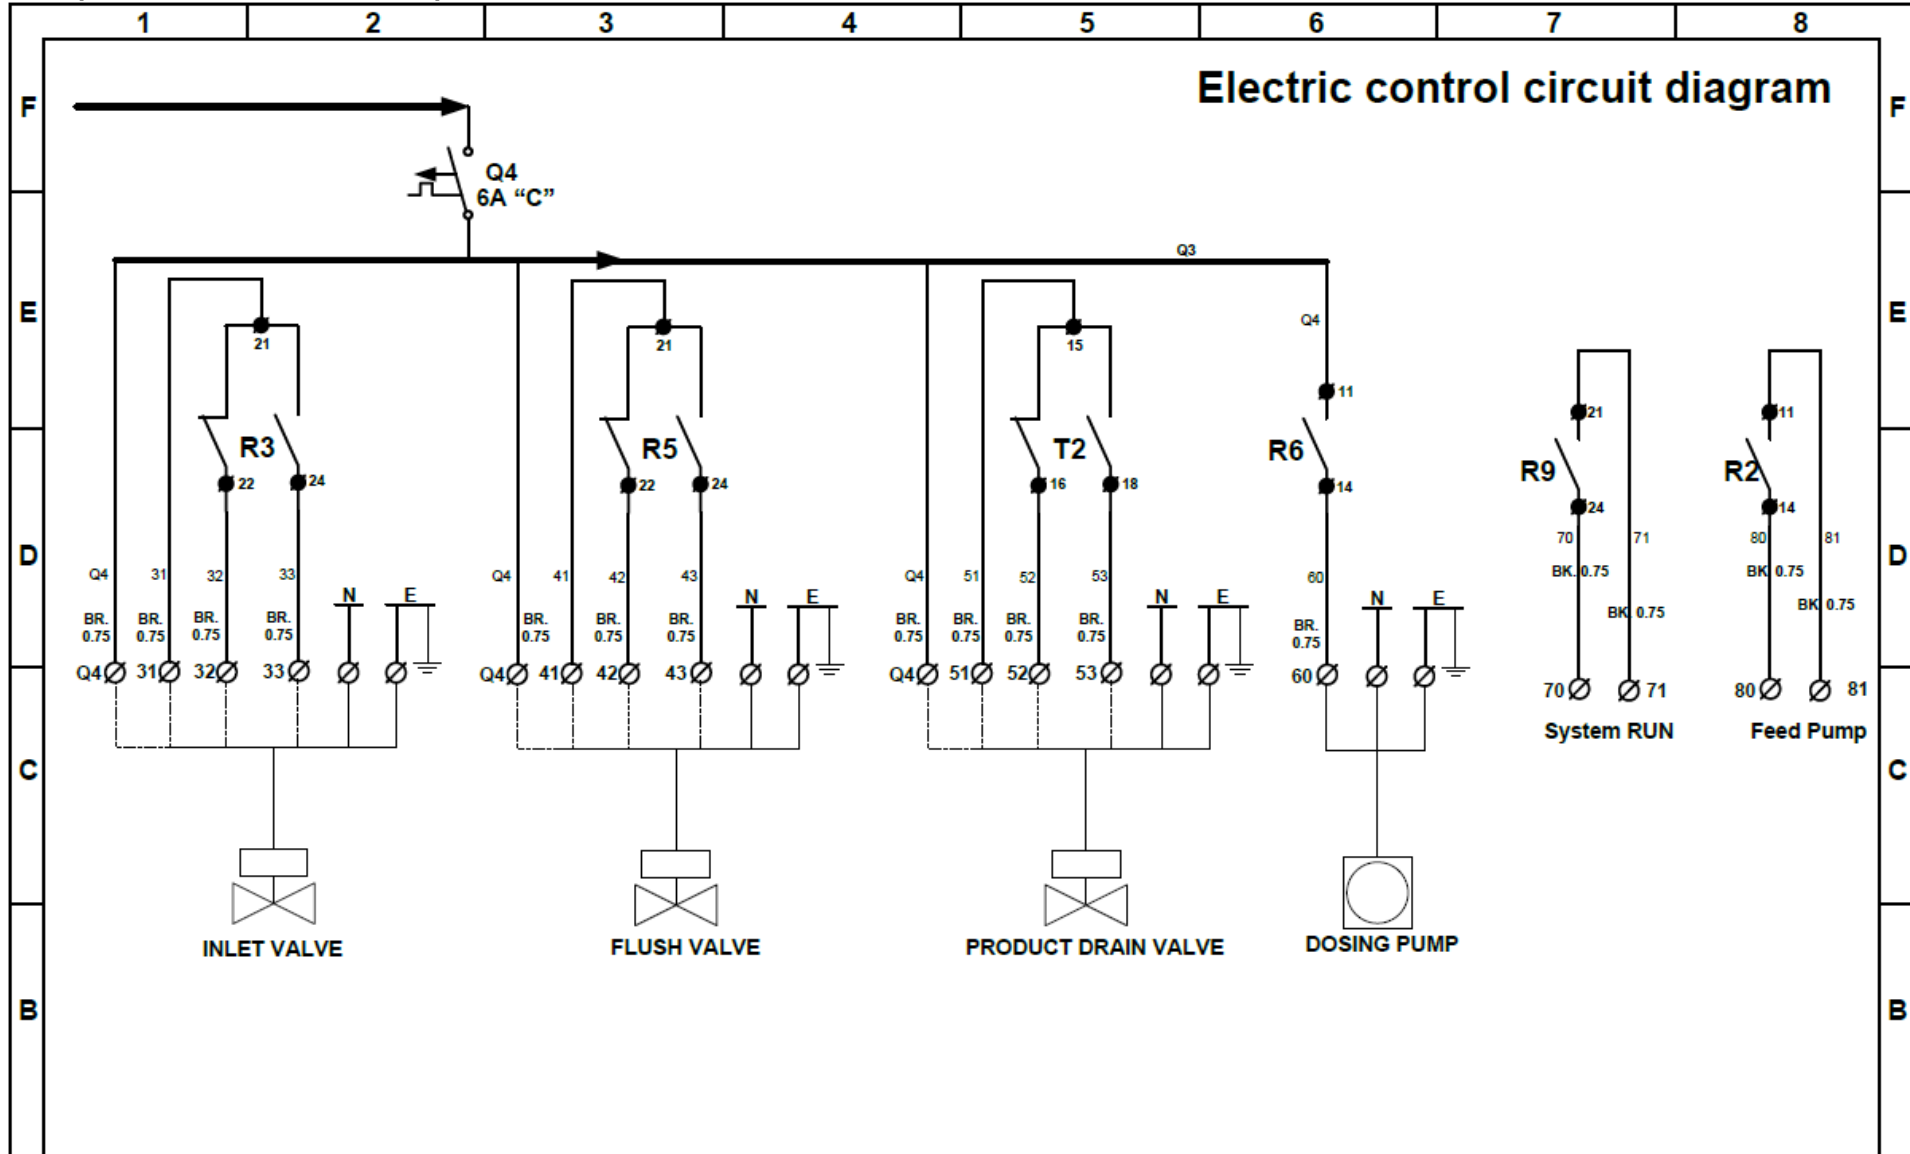 1 2 3 4 5 6 7 8
Electric control circuit diagram
F F
Q4
6A “C”
Q3
E E
Q4
21 21 15 11
21 11
R3 R5 T2 R6
R9 R2
22 24 22 24 16 18 14
24 14
70 71 80 81
D D
Q4 31 32 33 Q4 41 42 43 Q4 51 52 53 60
BK. 0.75 BK 0.75
N E N E N E N E
BK 0.75 BK 0.75
BR. BR. BR. BR. BR. BR. BR. BR. BR. BR. BR. BR.
0.75 0.75 0.75 0.75 0.75 0.75 0.75 0.75 0.75 0.75 0.75 0.75
Q4 31 32 33 Q4 41 42 43 Q4 51 52 53 60
70 71 80 81
System RUN Feed Pump
C C
INLET VALVE FLUSH VALVE PRODUCT DRAIN VALVE DOSING PUMP
B B